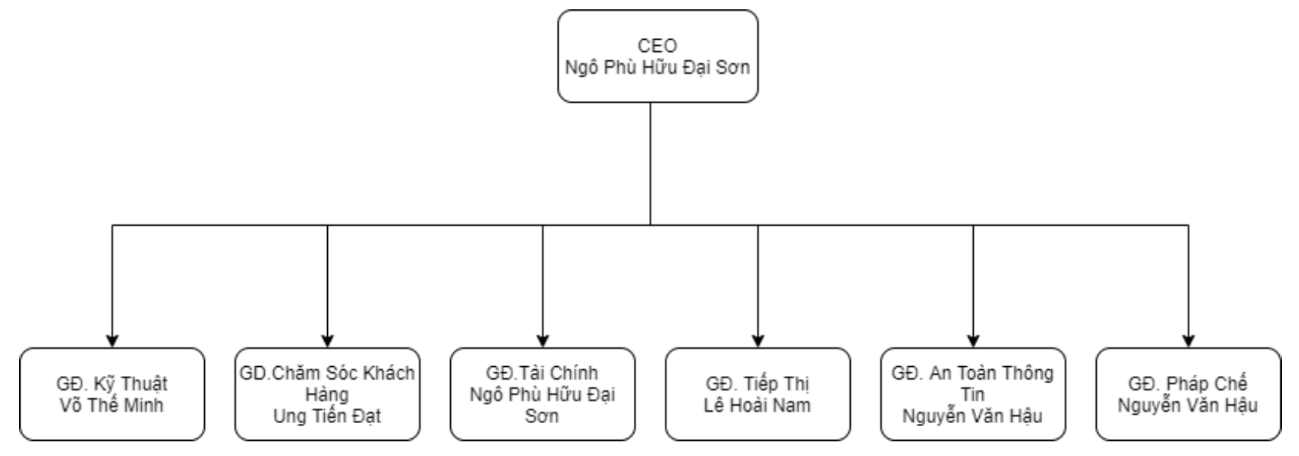 CEO
Ngô Phù Hữu Đại Sơn
GĐ. Kỹ Thuật
Võ Thế Minh
GD.Chăm Sóc Khách
Hàng
Ung Tiến Đạt
GĐ.Tài Chính
Ngô Phù Hữu Đại
Sơn
GĐ. Tiếp Thị
Lê Hoài Nam
GĐ. An Toàn Thông
Tin
Nguyễn Văn Hậu
GĐ. Pháp Chế
Nguyễn Văn Hậu